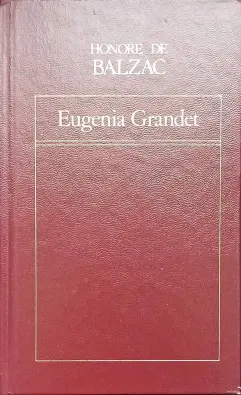 HONORÉ DE
BALZAC
Eugenia Grandet